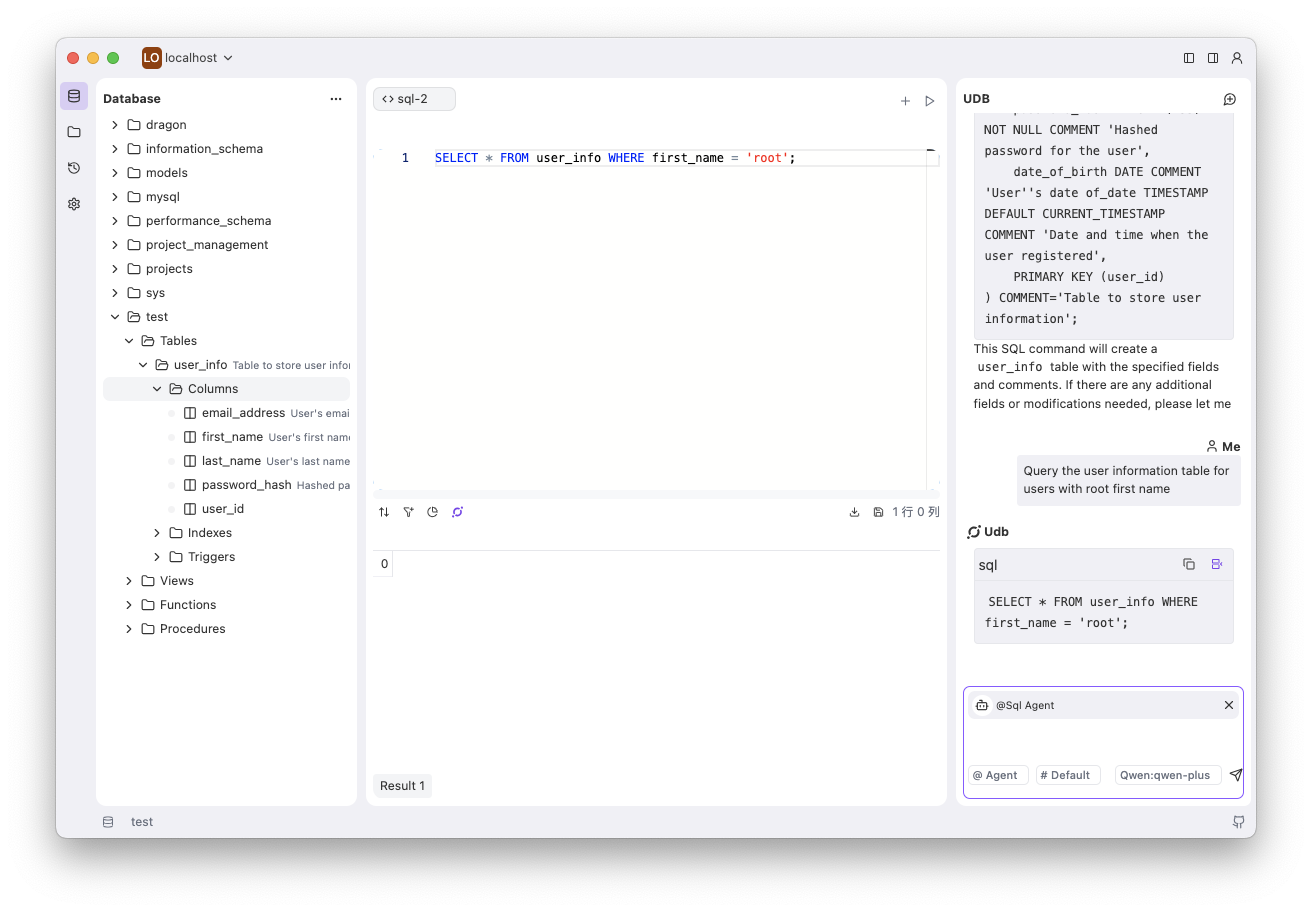 LO localhost
Database
dragon
information_schema
models
mysql
performance_schema
project_management
projects
sys
test
Tables
user_info Table to store user infor
Columns
email_address User's emai
first_name User's first name
last_name User's last name
password_hash Hashed pa
user_id
Indexes
Triggers
Views
Functions
Procedures
test
<> sql-2
1 SELECT * FROM user_info WHERE first_name = 'root';
1 行 0 列
0
Result 1
UDB
NOT NULL COMMENT 'Hashed
password for the user',
date_of_birth DATE COMMENT
'User''s date of_date TIMESTAMP
DEFAULT CURRENT_TIMESTAMP
COMMENT 'Date and time when the
user registered',
PRIMARY KEY (user_id)
) COMMENT='Table to store user
information';
This SQL command will create a
user_info table with the specified fields
and comments. If there are any additional
fields or modifications needed, please let me
Me
Query the user information table for
users with root first name
Udb
sql
SELECT * FROM user_info WHERE
first_name = 'root';
@Sql Agent
@ Agent # Default Qwen:qwen-plus